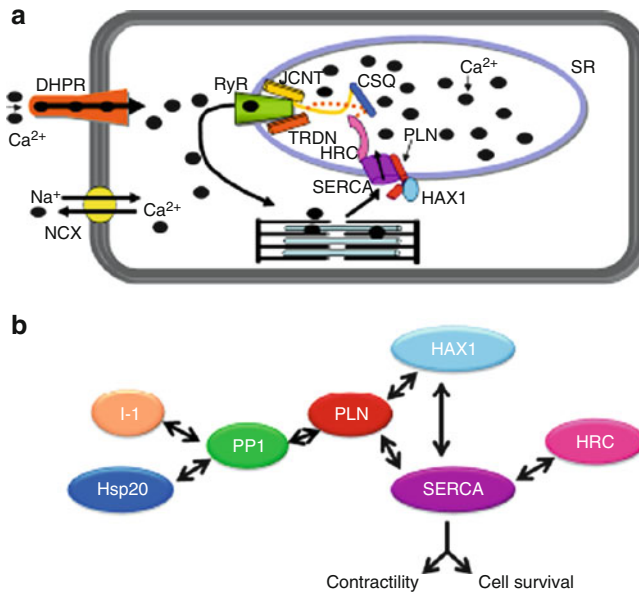 a
DHPR
Ca2+
Na+
NCX
Ca2+
RyR
JCNT
CSQ
TRDN
HRC
SERCA
PLN
HAX1
Ca2+
SR
b
HAX1
I-1
PLN
PP1
HRC
Hsp20
SERCA
Contractility
Cell survival